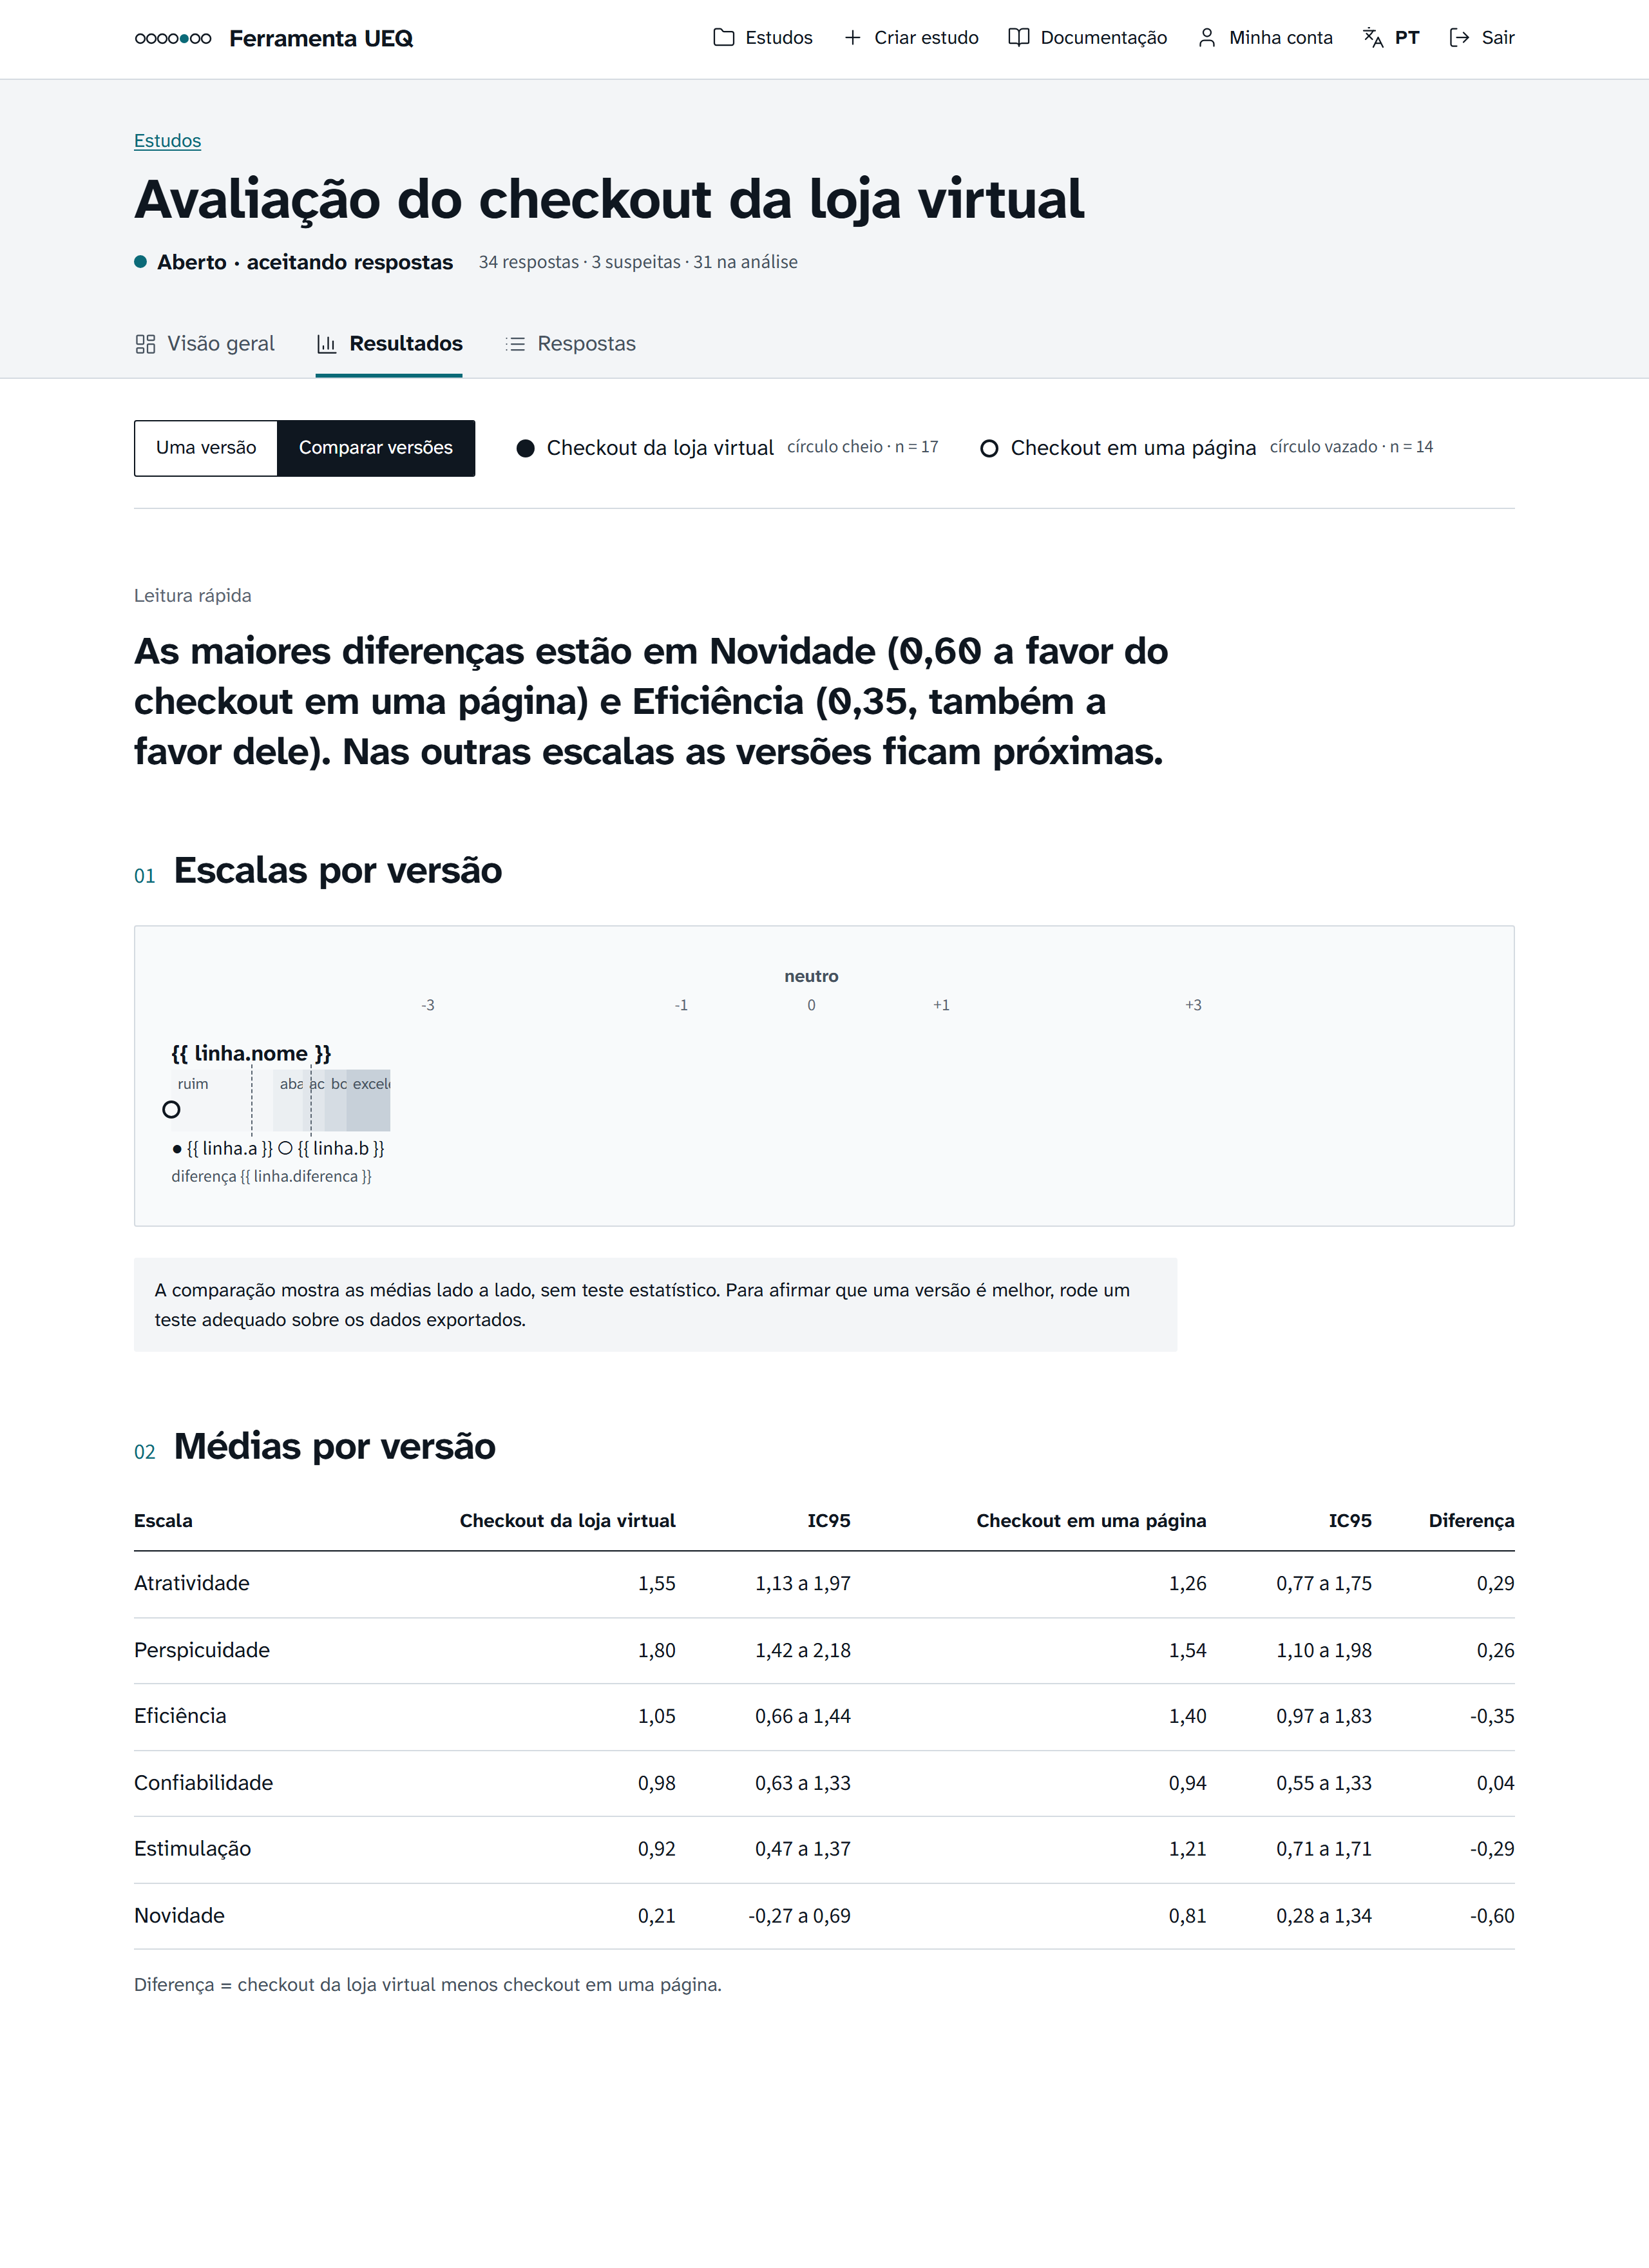 Ferramenta UEQ
Estudos
Criar estudo
Documentação
Minha conta
PT
Sair
Estudos
Avaliação do checkout da loja virtual
Aberto · aceitando respostas
34 respostas · 3 suspeitas · 31 na análise
Visão geral
Resultados
Respostas
Uma versão
Comparar versões
Checkout da loja virtual círculo cheio · n = 17
Checkout em uma página círculo vazado · n = 14
Leitura rápida
As maiores diferenças estão em Novidade (0,60 a favor do
checkout em uma página) e Eficiência (0,35, também a
favor dele). Nas outras escalas as versões ficam próximas.
01 Escalas por versão
neutro
-3 -1 0 +1 +3
{{ linha.nome }}
ruim aba ac bc excele
● {{ linha.a }} ○ {{ linha.b }}
diferença {{ linha.diferenca }}
A comparação mostra as médias lado a lado, sem teste estatístico. Para afirmar que uma versão é melhor, rode um
teste adequado sobre os dados exportados.
02 Médias por versão
Escala Checkout da loja virtual IC95 Checkout em uma página IC95 Diferença
Atratividade 1,55 1,13 a 1,97 1,26 0,77 a 1,75 0,29
Perspicuidade 1,80 1,42 a 2,18 1,54 1,10 a 1,98 0,26
Eficiência 1,05 0,66 a 1,44 1,40 0,97 a 1,83 -0,35
Confiabilidade 0,98 0,63 a 1,33 0,94 0,55 a 1,33 0,04
Estimulação 0,92 0,47 a 1,37 1,21 0,71 a 1,71 -0,29
Novidade 0,21 -0,27 a 0,69 0,81 0,28 a 1,34 -0,60
Diferença = checkout da loja virtual menos checkout em uma página.